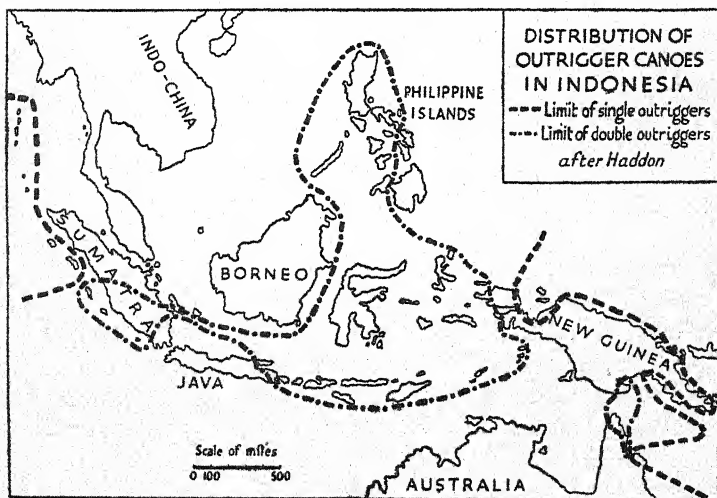 DISTRIBUTION OF
OUTRIGGER CANOES
IN INDONESIA
Limit of single outriggers
Limit of double outriggers
after Haddon
INDO-CHINA
PHILIPPINE
ISLANDS
SUMATRA
BORNEO
NEW GUINEA
JAVA
Scale of miles
0 100 500
AUSTRALIA